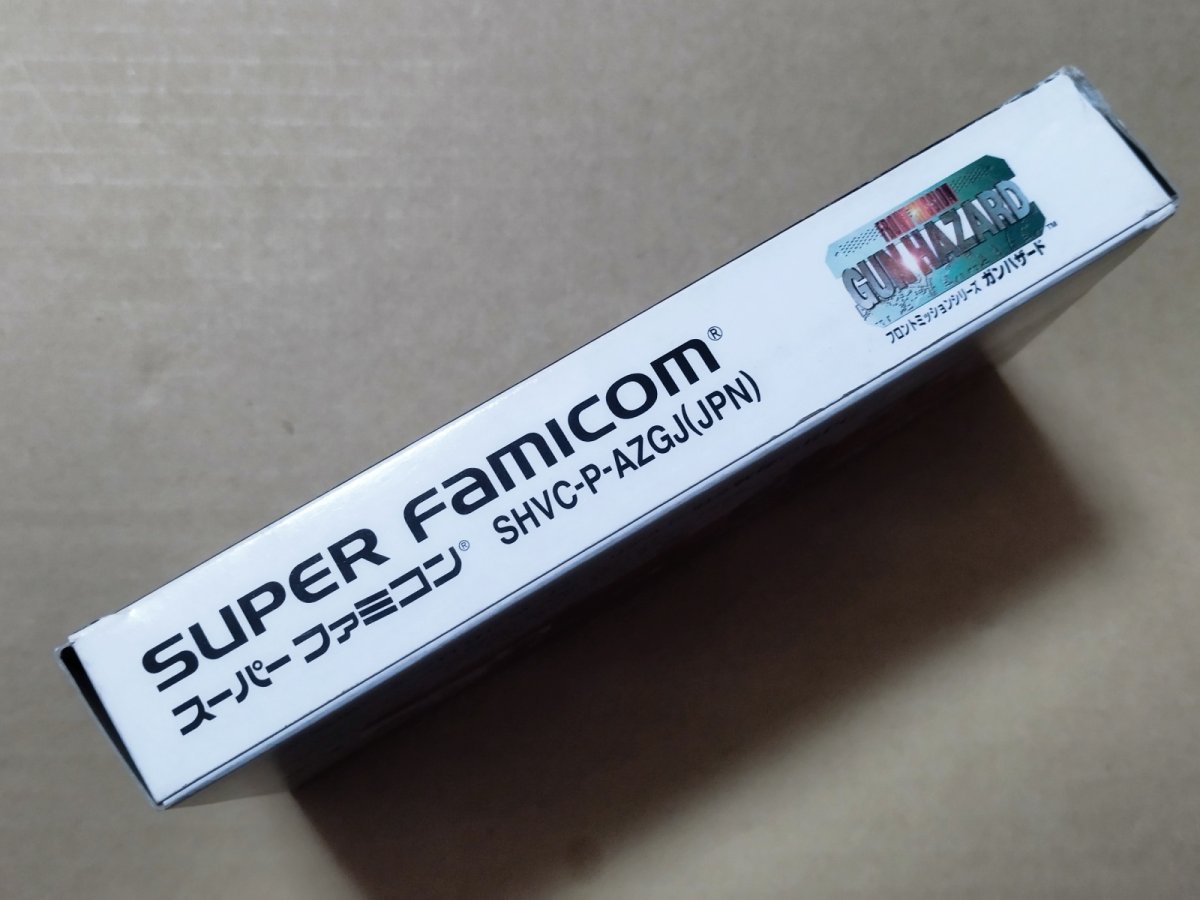 SUPER FAMICOM®
スーパーファミコン® SHVC-P-AZGJ(JPN)
FRONT MISSION
GUN HAZARD
™
フロントミッションシリーズ ガンハザード